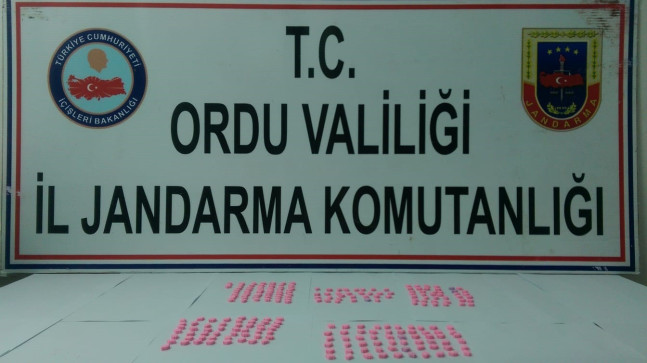 T.C.
ORDU VALİLİĞİ
İL JANDARMA KOMUTANLIĞI
TÜRKİYE CUMHURİYETİ
İÇİŞLERİ BAKANLIĞI
JANDARMA